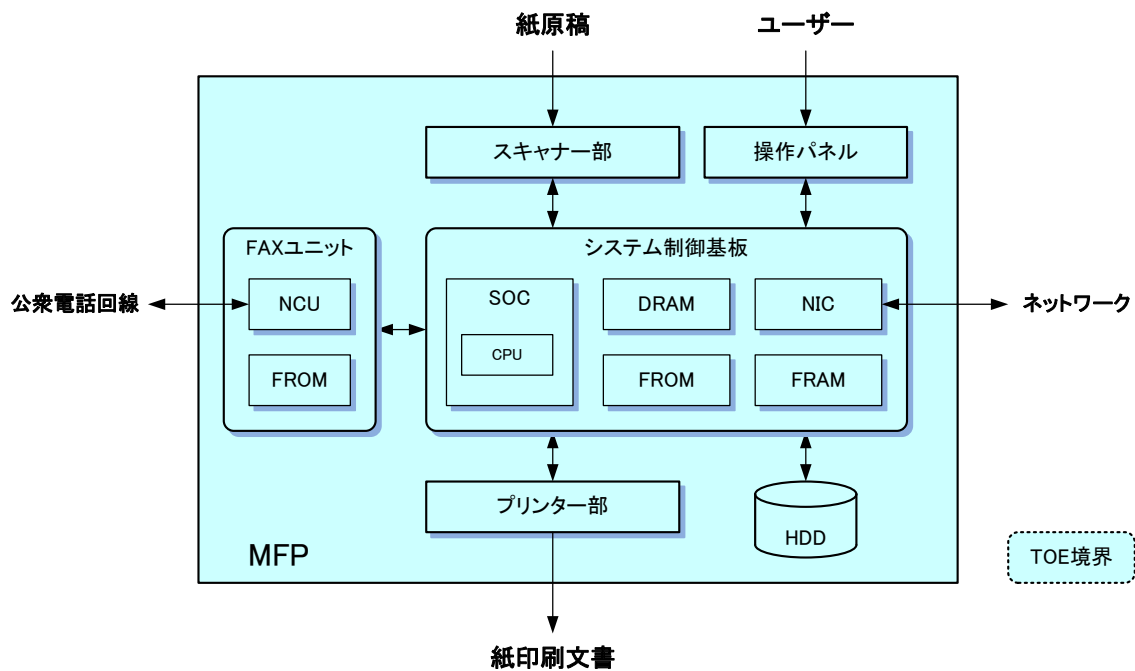 紙原稿
ユーザー
スキャナー部
操作パネル
FAXユニット
システム制御基板
公衆電話回線
NCU
SOC
DRAM
NIC
ネットワーク
CPU
FROM
FROM
FRAM
プリンター部
HDD
MFP
TOE境界
紙印刷文書